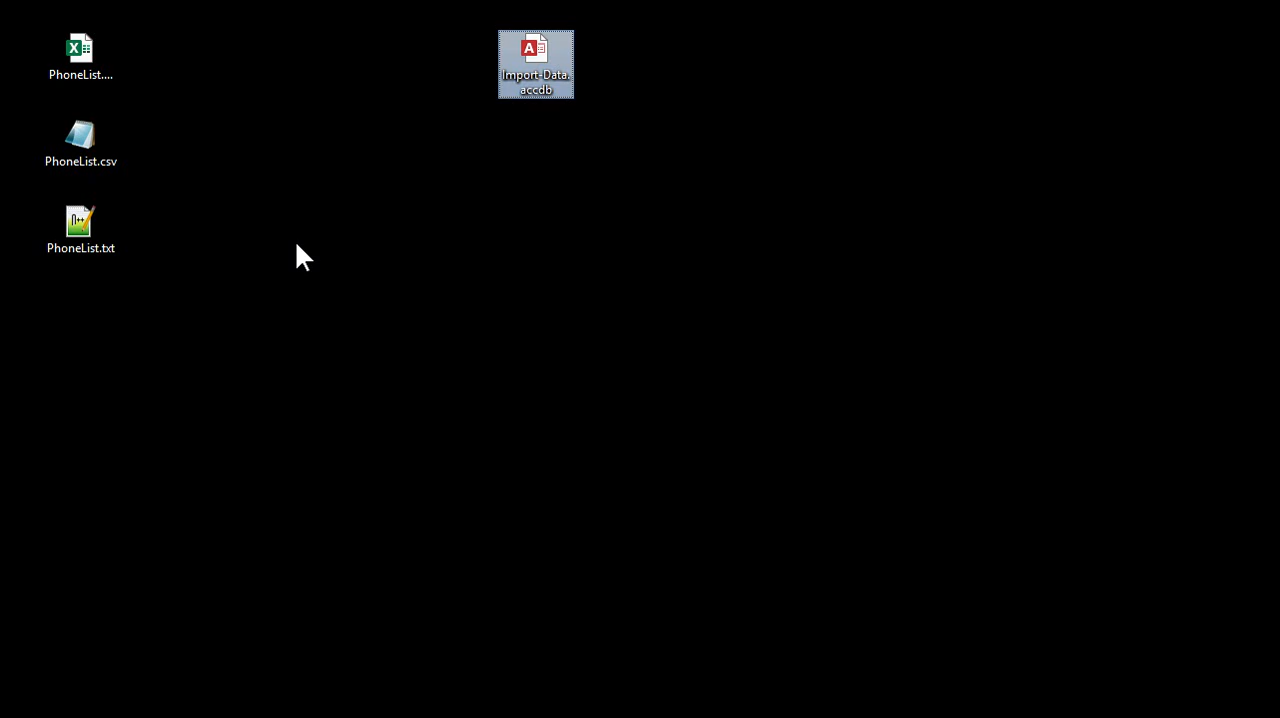 PhoneList....
PhoneList.csv
PhoneList.txt
Import-Data.
accdb